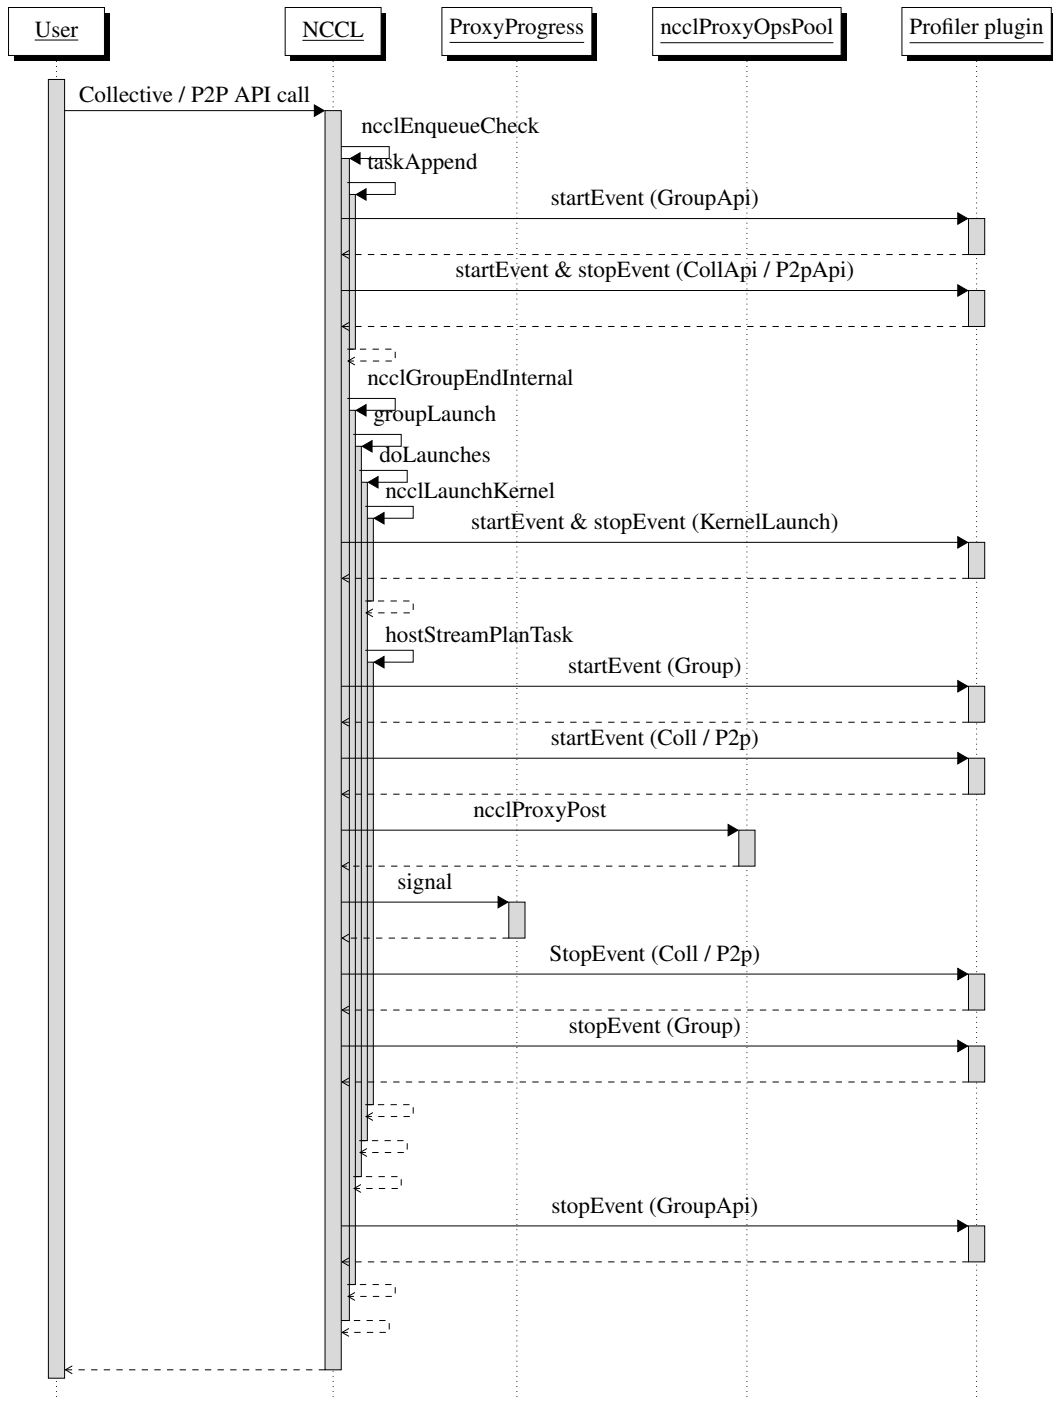 User
NCCL
ProxyProgress
ncclProxyOpsPool
Profiler plugin
Collective / P2P API call
ncclEnqueueCheck
taskAppend
startEvent (GroupApi)
startEvent & stopEvent (CollApi / P2pApi)
ncclGroupEndInternal
groupLaunch
doLaunches
ncclLaunchKernel
startEvent & stopEvent (KernelLaunch)
hostStreamPlanTask
startEvent (Group)
startEvent (Coll / P2p)
ncclProxyPost
signal
StopEvent (Coll / P2p)
stopEvent (Group)
stopEvent (GroupApi)